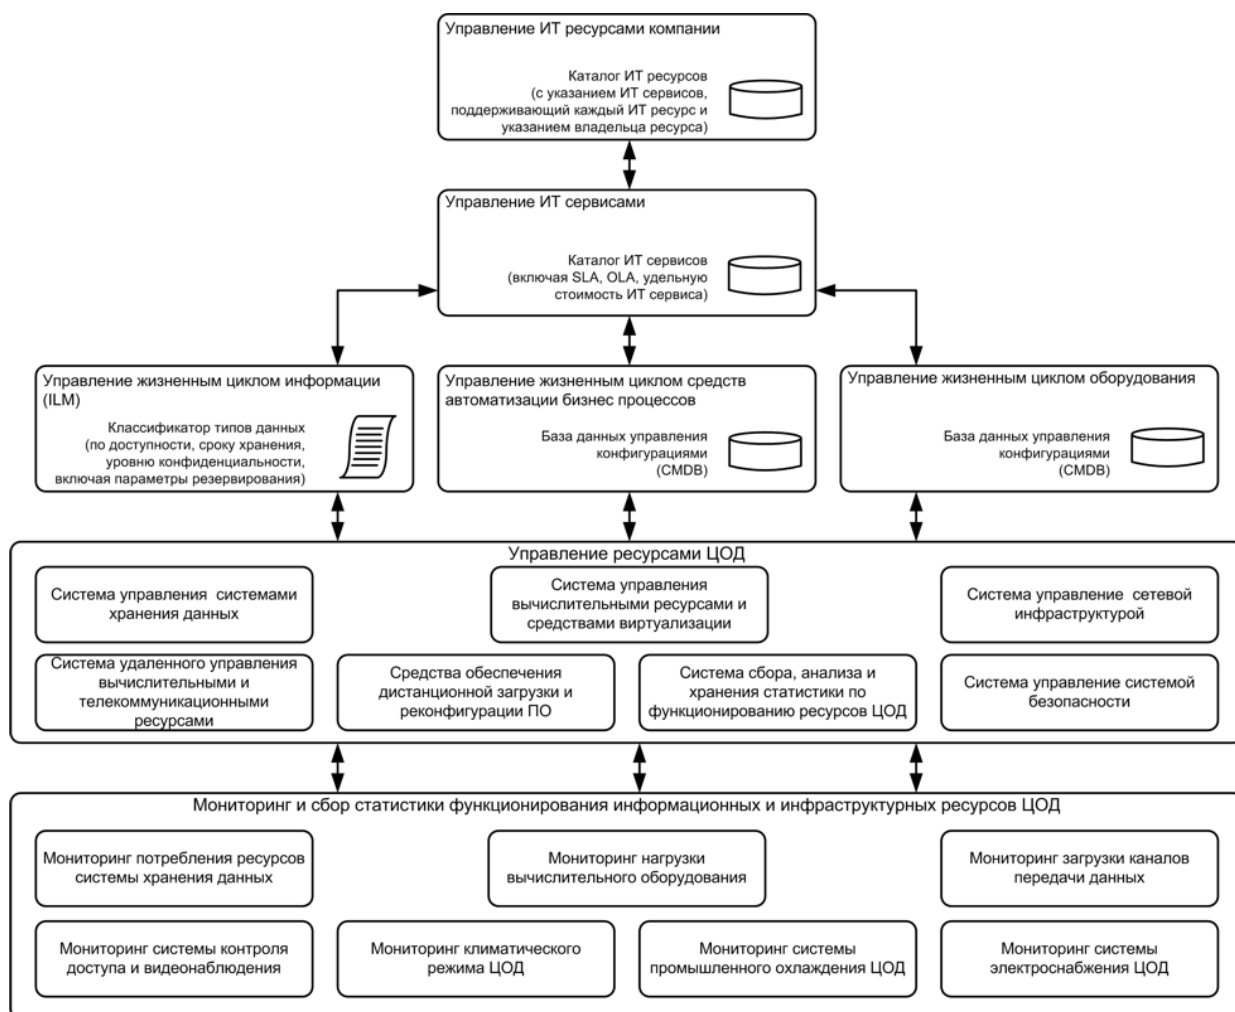 Управление ИТ ресурсами компании
Каталог ИТ ресурсов
(с указанием ИТ сервисов,
поддерживающий каждый ИТ ресурс и
указанием владельца ресурса)
Управление ИТ сервисами
Каталог ИТ сервисов
(включая SLA, OLA, удельную
стоимость ИТ сервиса)
Управление жизненным циклом информации
(ILM)
Классификатор типов данных
(по доступности, сроку хранения,
уровню конфиденциальности,
включая параметры резервирования)
Управление жизненным циклом средств
автоматизации бизнес процессов
База данных управления
конфигурациями
(CMDB)
Управление жизненным циклом оборудования
База данных управления
конфигурациями
(CMDB)
Управление ресурсами ЦОД
Система управления системами
хранения данных
Система управления
вычислительными ресурсами и
средствами виртуализации
Система управление сетевой
инфраструктурой
Система удаленного управления
вычислительными и
телекоммуникационными
ресурсами
Средства обеспечения
дистанционной загрузки и
реконфигурации ПО
Система сбора, анализа и
хранения статистики по
функционированию ресурсов ЦОД
Система управление системой
безопасности
Мониторинг и сбор статистики функционирования информационных и инфраструктурных ресурсов ЦОД
Мониторинг потребления ресурсов
системы хранения данных
Мониторинг нагрузки
вычислительного оборудования
Мониторинг загрузки каналов
передачи данных
Мониторинг системы контроля
доступа и видеонаблюдения
Мониторинг климатического
режима ЦОД
Мониторинг системы
промышленного охлаждения ЦОД
Мониторинг системы
электроснабжения ЦОД